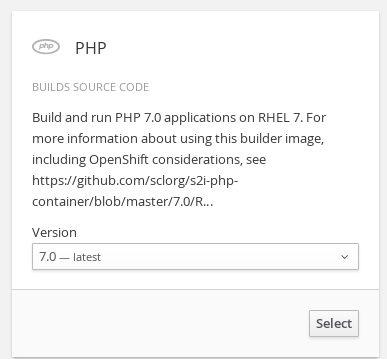 php PHP
BUILDS SOURCE CODE
Build and run PHP 7.0 applications on RHEL 7. For
more information about using this builder image,
including OpenShift considerations, see
https://github.com/sclorg/s2i-php-
container/blob/master/7.0/R...
Version
7.0 — latest
Select